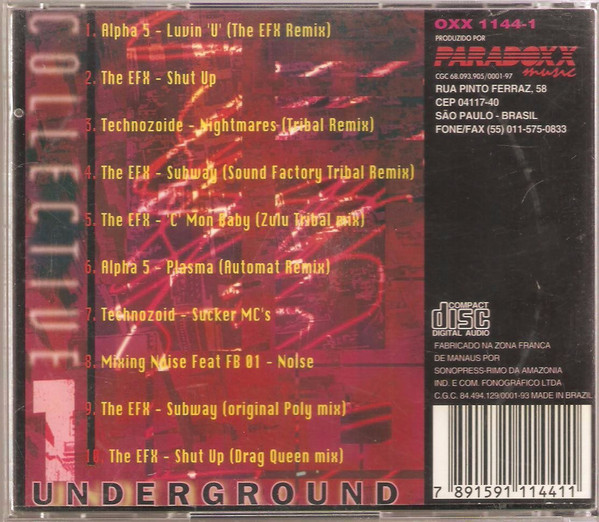 COLLECTIVE
1. Alpha 5 - Luvin 'U' (The EFX Remix)
2. The EFX - Shut Up
3. Technozoide - Nightmares (Tribal Remix)
4. The EFX - Subway (Sound Factory Tribal Remix)
5. The EFX - 'C' Mon Baby (Zulu Tribal mix)
6. Alpha 5 - Plasma (Automat Remix)
7. Technozoid - Sucker MC's
8. Mixing Noise Feat FB 01 - Noise
9. The EFX - Subway (original Poly mix)
10. The EFX - Shut Up (Drag Queen mix)
1
UNDERGROUND
OXX 1144-1
PRODUZIDO POR
PARADOXX
music
CGC 68.093.905/0001-97
RUA PINTO FERRAZ, 58
CEP 04117-40
SÃO PAULO - BRASIL
FONE/FAX (55) 011-575-0833
COMPACT
disc
DIGITAL AUDIO
FABRICADO NA ZONA FRANCA
DE MANAUS POR
SONOPRESS-RIMO DA AMAZONIA
IND. E COM. FONOGRÁFICO LTDA
C.G.C. 84.494.129/0001-93 MADE IN BRAZIL
7 891591 114411